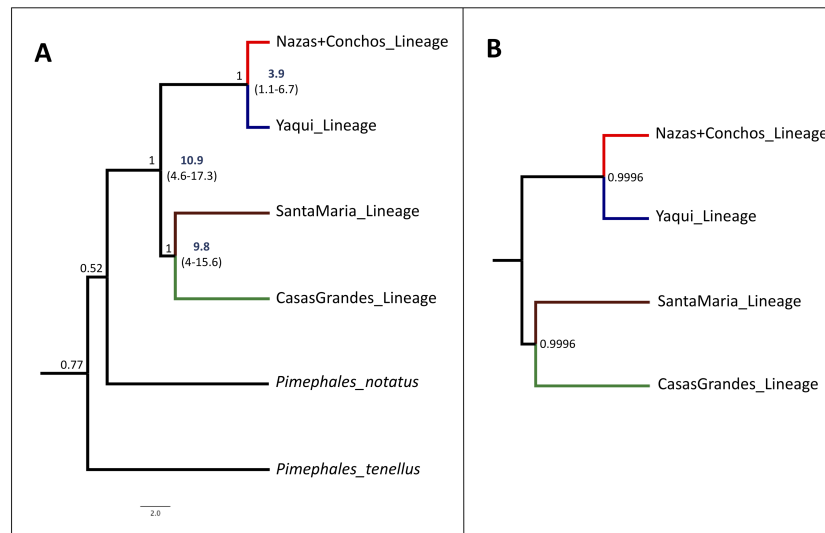 A
Nazas+Conchos_Lineage
1
3.9
(1.1-6.7)
Yaqui_Lineage
1
10.9
(4.6-17.3)
SantaMaria_Lineage
1
9.8
(4-15.6)
0.52
CasasGrandes_Lineage
0.77
Pimephales_notatus
Pimephales_tenellus
2.0
B
Nazas+Conchos_Lineage
0.9996
Yaqui_Lineage
SantaMaria_Lineage
0.9996
CasasGrandes_Lineage